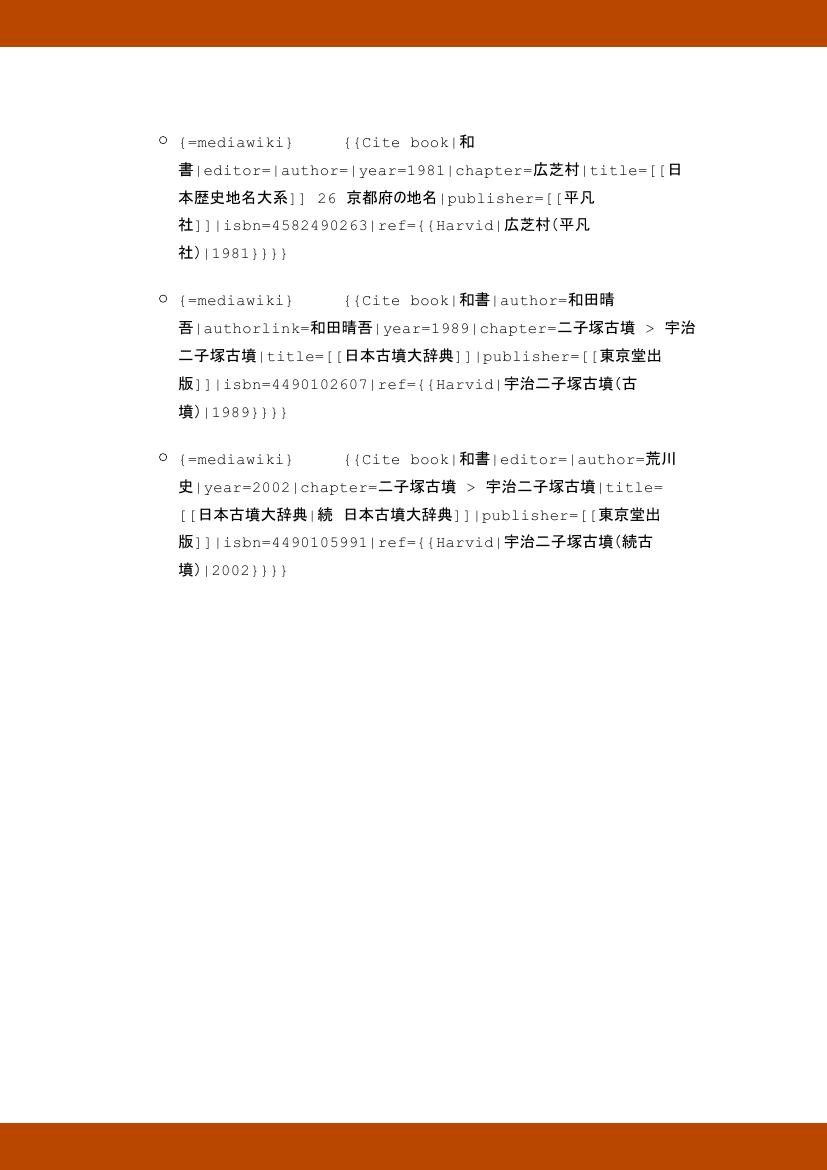 {=mediawiki} {{Cite book|和
書|editor=|author=|year=1981|chapter=広芝村|title=[[日
本歴史地名大系]] 26 京都府の地名|publisher=[[平凡
社]]|isbn=4582490263|ref={{Harvid|広芝村(平凡
社)|1981}}}}
{=mediawiki} {{Cite book|和書|author=和田晴
吾|authorlink=和田晴吾|year=1989|chapter=二子塚古墳 > 宇治
二子塚古墳|title=[[日本古墳大辞典]]|publisher=[[東京堂出
版]]|isbn=4490102607|ref={{Harvid|宇治二子塚古墳(古
墳)|1989}}}}
{=mediawiki} {{Cite book|和書|editor=|author=荒川
史|year=2002|chapter=二子塚古墳 > 宇治二子塚古墳|title=
[[日本古墳大辞典|続 日本古墳大辞典]]|publisher=[[東京堂出
版]]|isbn=4490105991|ref={{Harvid|宇治二子塚古墳(続古
墳)|2002}}}}